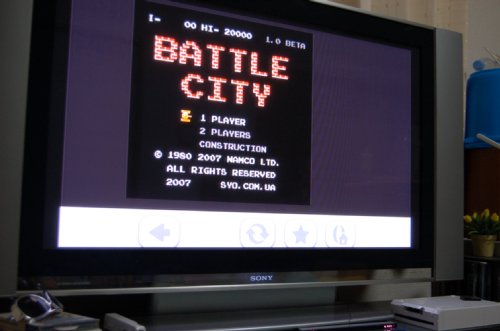 I-    00 HI- 20000
1.0 BETA
BATTLE
CITY
1 PLAYER
2 PLAYERS
CONSTRUCTION
© 1980 2007 NAMCO LTD.
ALL RIGHTS RESERVED
2007    SYO.COM.UA
SONY